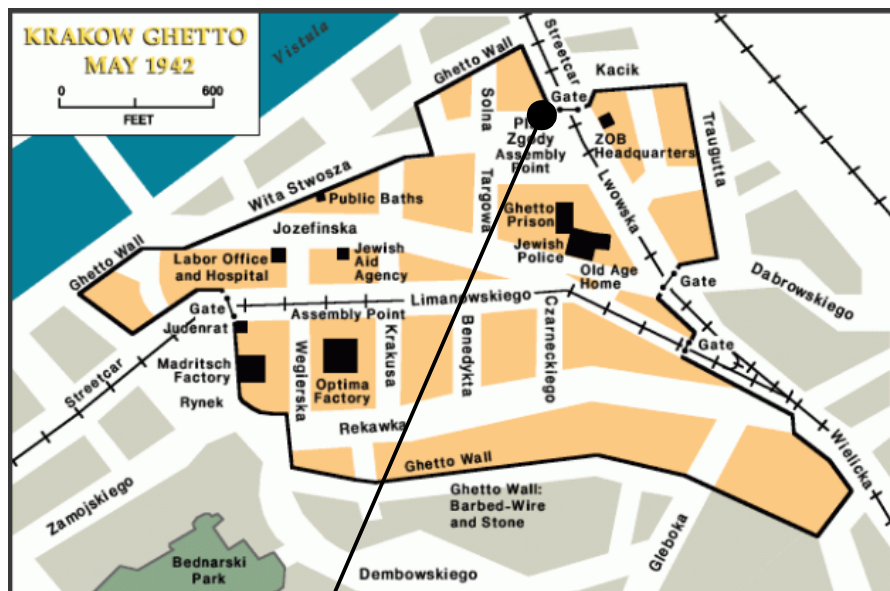 KRAKOW GHETTO
MAY 1942
0 600
FEET
Vistula
Ghetto Wall
Streetcar
Kacik
Gate
Solna
Zgody
Assembly
Point
ZOB
Headquarters
Traugutta
Wita Stwosza
Public Baths
Targowa
Lwowska
Ghetto
Prison
Jozefinska
Jewish
Police
Ghetto Wall
Labor Office
and Hospital
Jewish
Aid
Agency
Old Age
Home
Gate
Dabrowskiego
Limanowskiego
Gate
Assembly Point
Judenrat
Krakusa
Benedykta
Czarneckiego
Gate
Wegierska
Madritsch
Factory
Optima
Factory
Streetcar
Rynek
Rekawka
Ghetto Wall
Wielicka
Zamojskiego
Ghetto Wall:
Barbed-Wire
and Stone
Gleboka
Bednarski
Park
Dembowskiego